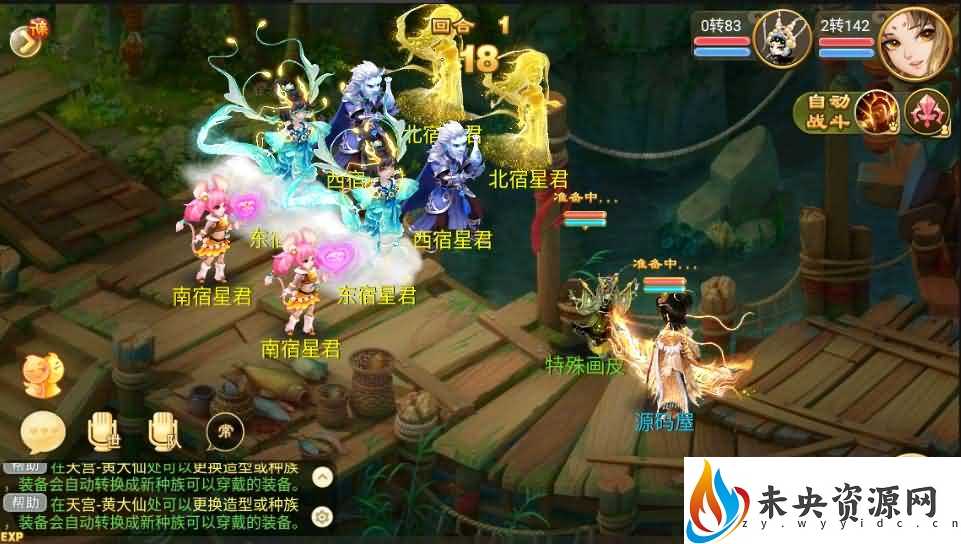 回合 1
18
0转83
2转142
自动
战斗
北宿星君
北宿星君
西宿
准备中...
东宿
西宿星君
准备中...
南宿星君
东宿星君
南宿星君
特殊画皮
源码屋
世
队
常
帮助 在天宫-黄大仙处可以更换造型或种族
，装备会自动转换成新种族可以穿戴的装备。
帮助 在天宫-黄大仙处可以更换造型或种族
，装备会自动转换成新种族可以穿戴的装备。
EXP
未央资源网
zy.wyyidc.cn